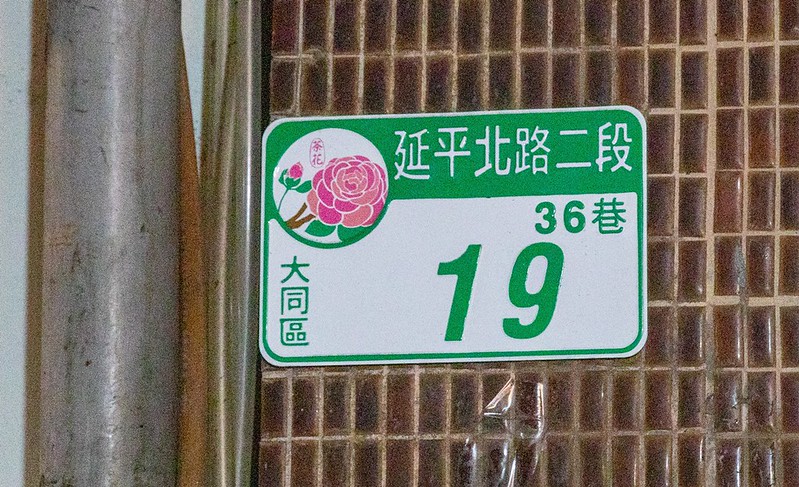 茶花
延平北路二段
36巷
19
大同區